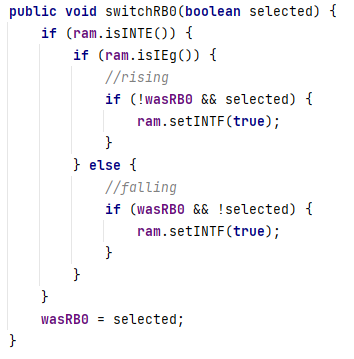 public void switchRB0(boolean selected) {
    if (ram.isINTE()) {
        if (ram.isIEg()) {
            //rising
            if (!wasRB0 && selected) {
                ram.setINTF(true);
            }
        } else {
            //falling
            if (wasRB0 && !selected) {
                ram.setINTF(true);
            }
        }
    }
    wasRB0 = selected;
}